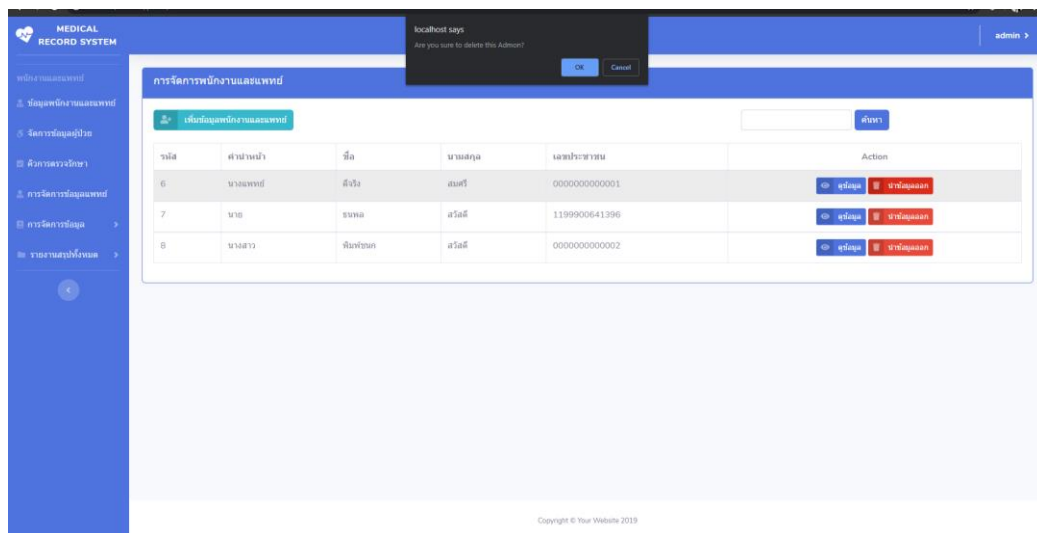 MEDICAL
RECORD SYSTEM
localhost says
Are you sure to delete this Admon?
OK Cancel
admin >
พนักงานและแพทย์
ข้อมูลพนักงานและแพทย์
จัดการข้อมูลผู้ป่วย
คิวการตรวจรักษา
การจัดการข้อมูลแพทย์
การจัดการข้อมูล >
รายงานสรุปทั้งหมด >
<
การจัดการพนักงานและแพทย์
เพิ่มข้อมูลพนักงานและแพทย์
ค้นหา
รหัส คำนำหน้า ชื่อ นามสกุล เลขประชาชน Action
6 นางแพทย์ ดีจริง สมศรี 0000000000001 ดูข้อมูล นำข้อมูลออก
7 นาย ธนพล สวัสดี 1199900641396 ดูข้อมูล นำข้อมูลออก
8 นางสาว พิมพ์ชนก สวัสดี 0000000000002 ดูข้อมูล นำข้อมูลออก
Copyright © Your Website 2019